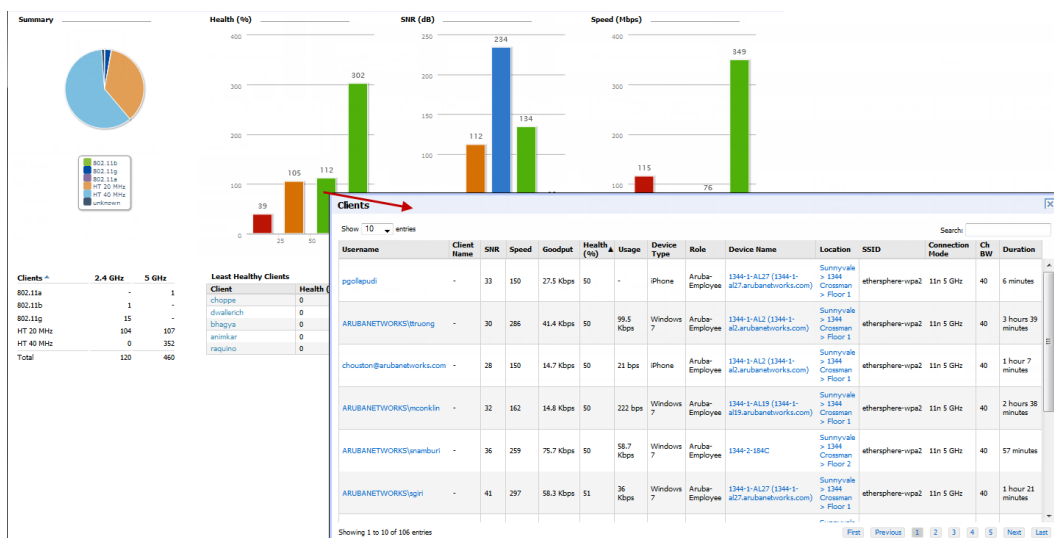 Summary
Health (%)
SNR (dB)
Speed (Mbps)
400
300
200
100
0
39
105
112
302
25
50
250
200
150
100
112
234
134
400
300
200
100
115
76
349
802.11b
802.11g
802.11a
HT 20 MHz
HT 40 MHz
unknown
Clients 2.4 GHz 5 GHz
802.11a - 1
802.11b 1 -
802.11g 15 -
HT 20 MHz 104 107
HT 40 MHz 0 352
Total 120 460
Least Healthy Clients
Client Health (
choppe 0
dwallerich 0
bhagya 0
animkar 0
raquino 0
Clients
Show 10 entries
Search:
Username Client Name SNR Speed Goodput Health (%) Usage Device Type Role Device Name Location SSID Connection Mode Ch BW Duration
pgollapudi - 33 150 27.5 Kbps 50 - iPhone Aruba-Employee 1344-1-AL27 (1344-1-al27.arubanetworks.com) Sunnyvale > 1344 Crossman > Floor 1 ethersphere-wpa2 11n 5 GHz 40 6 minutes
ARUBANETWORKS\ttruong - 30 286 41.4 Kbps 50 99.5 Kbps Windows 7 Aruba-Employee 1344-1-AL2 (1344-1-al2.arubanetworks.com) Sunnyvale > 1344 Crossman > Floor 1 ethersphere-wpa2 11n 5 GHz 40 3 hours 39 minutes
chouston@arubanetworks.com - 28 150 14.7 Kbps 50 21 bps iPhone Aruba-Employee 1344-1-AL2 (1344-1-al2.arubanetworks.com) Sunnyvale > 1344 Crossman > Floor 1 ethersphere-wpa2 11n 5 GHz 40 1 hour 7 minutes
ARUBANETWORKS\mconklin - 32 162 14.8 Kbps 50 222 bps Windows 7 Aruba-Employee 1344-1-AL19 (1344-1-al19.arubanetworks.com) Sunnyvale > 1344 Crossman > Floor 1 ethersphere-wpa2 11n 5 GHz 40 2 hours 38 minutes
ARUBANETWORKS\snamburi - 36 259 75.7 Kbps 50 58.7 Kbps Windows 7 Aruba-Employee 1344-2-184C Sunnyvale > 1344 Crossman > Floor 2 ethersphere-wpa2 11n 5 GHz 40 57 minutes
ARUBANETWORKS\sgiri - 41 297 58.3 Kbps 51 36 Kbps Windows 7 Aruba-Employee 1344-1-AL27 (1344-1-al27.arubanetworks.com) Sunnyvale > 1344 Crossman > Floor 1 ethersphere-wpa2 11n 5 GHz 40 1 hour 21 minutes
Showing 1 to 10 of 106 entries
First Previous 1 2 3 4 5 Next Last